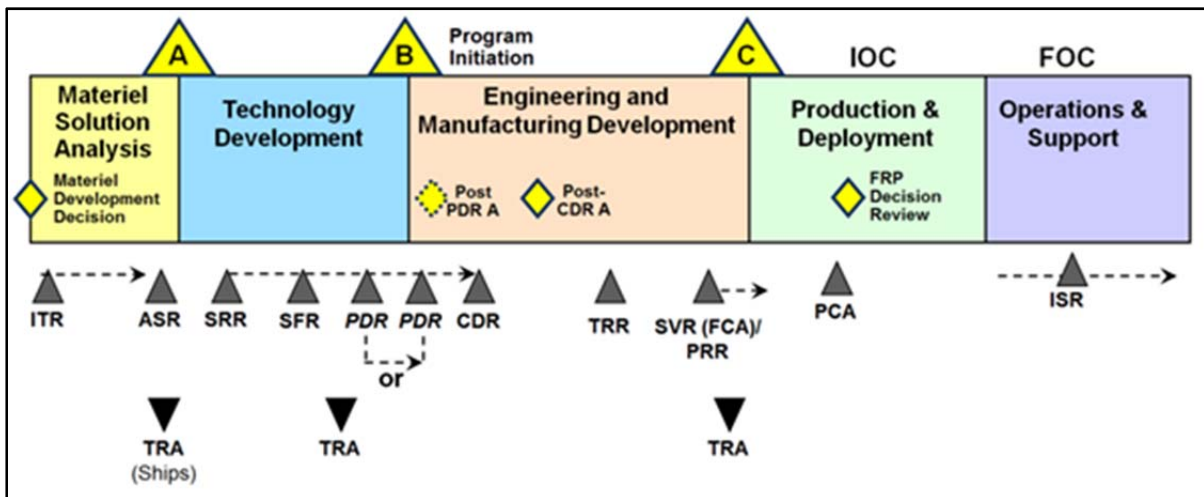 A
B
Program
Initiation
C
IOC
FOC
Materiel
Solution
Analysis
Technology
Development
Engineering and
Manufacturing Development
Production &
Deployment
Operations &
Support
Materiel
Development
Decision
Post
PDR A
Post-
CDR A
FRP
Decision
Review
ITR
ASR
SRR
SFR
PDR
PDR
CDR
TRR
SVR (FCA)/
PRR
PCA
ISR
or
TRA
(Ships)
TRA
TRA